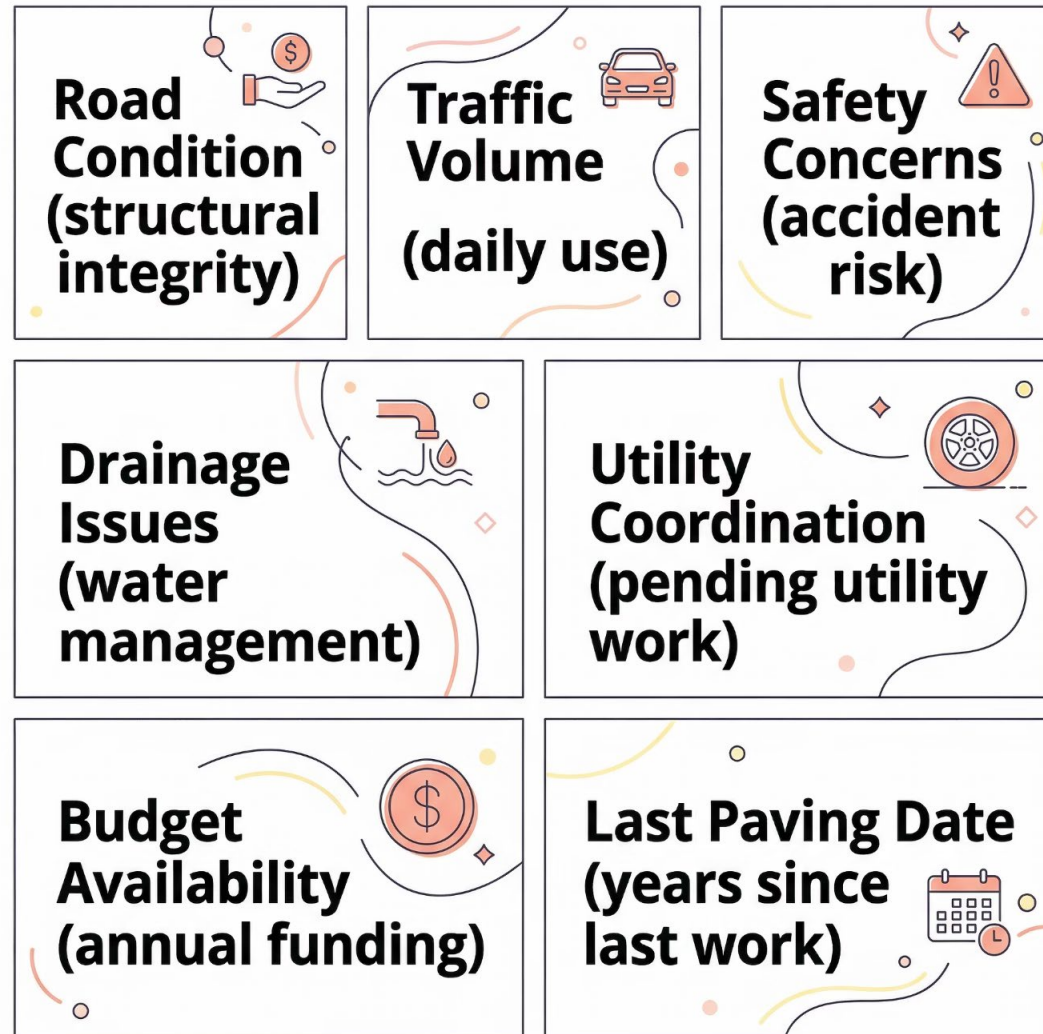 Road
Condition
(structural
integrity)
Traffic
Volume
(daily use)
Safety
Concerns
(accident
risk)
Drainage
Issues
(water
management)
Utility
Coordination
(pending utility
work)
Budget
Availability
(annual funding)
Last Paving Date
(years since
last work)